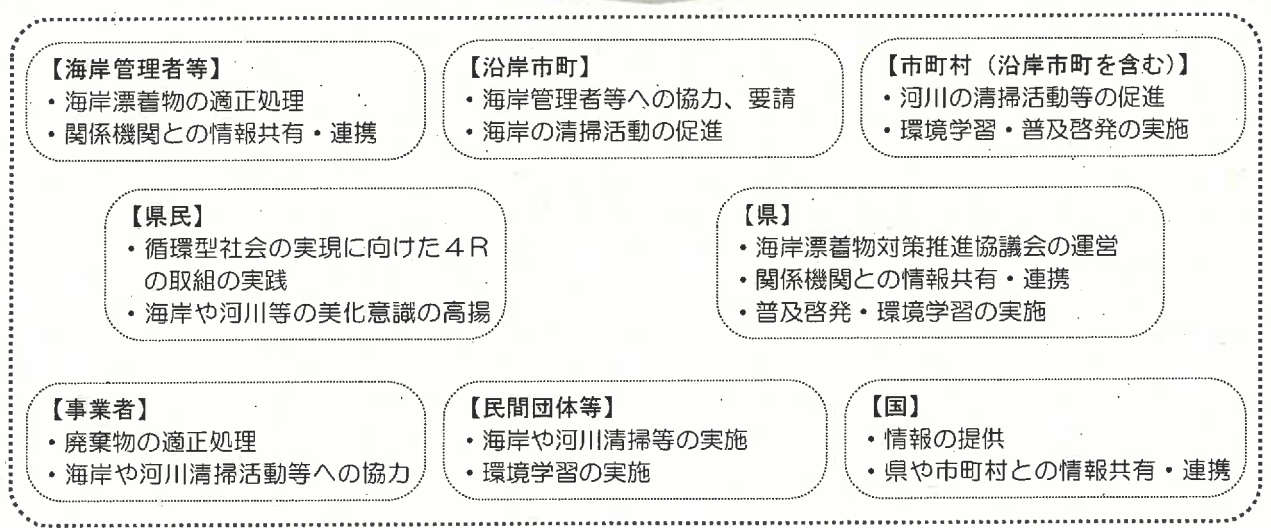 【海岸管理者等】
・海岸漂着物の適正処理
・関係機関との情報共有・連携
【沿岸市町】
・海岸管理者等への協力、要請
・海岸の清掃活動の促進
【市町村（沿岸市町を含む）】
・河川の清掃活動等の促進
・環境学習・普及啓発の実施
【県民】
・循環型社会の実現に向けた４Ｒ
の取組の実践
・海岸や河川等の美化意識の高揚
【県】
・海岸漂着物対策推進協議会の運営
・関係機関との情報共有・連携
・普及啓発・環境学習の実施
【事業者】
・廃棄物の適正処理
・海岸や河川清掃活動等への協力
【民間団体等】
・海岸や河川清掃等の実施
・環境学習の実施
【国】
・情報の提供
・県や市町村との情報共有・連携